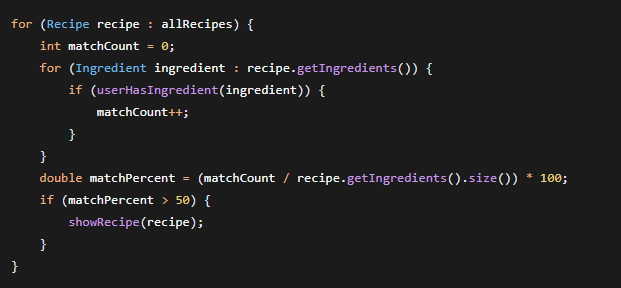 for (Recipe recipe : allRecipes) {
    int matchCount = 0;
    for (Ingredient ingredient : recipe.getIngredients()) {
        if (userHasIngredient(ingredient)) {
            matchCount++;
        }
    }
    double matchPercent = (matchCount / recipe.getIngredients().size()) * 100;
    if (matchPercent > 50) {
        showRecipe(recipe);
    }
}